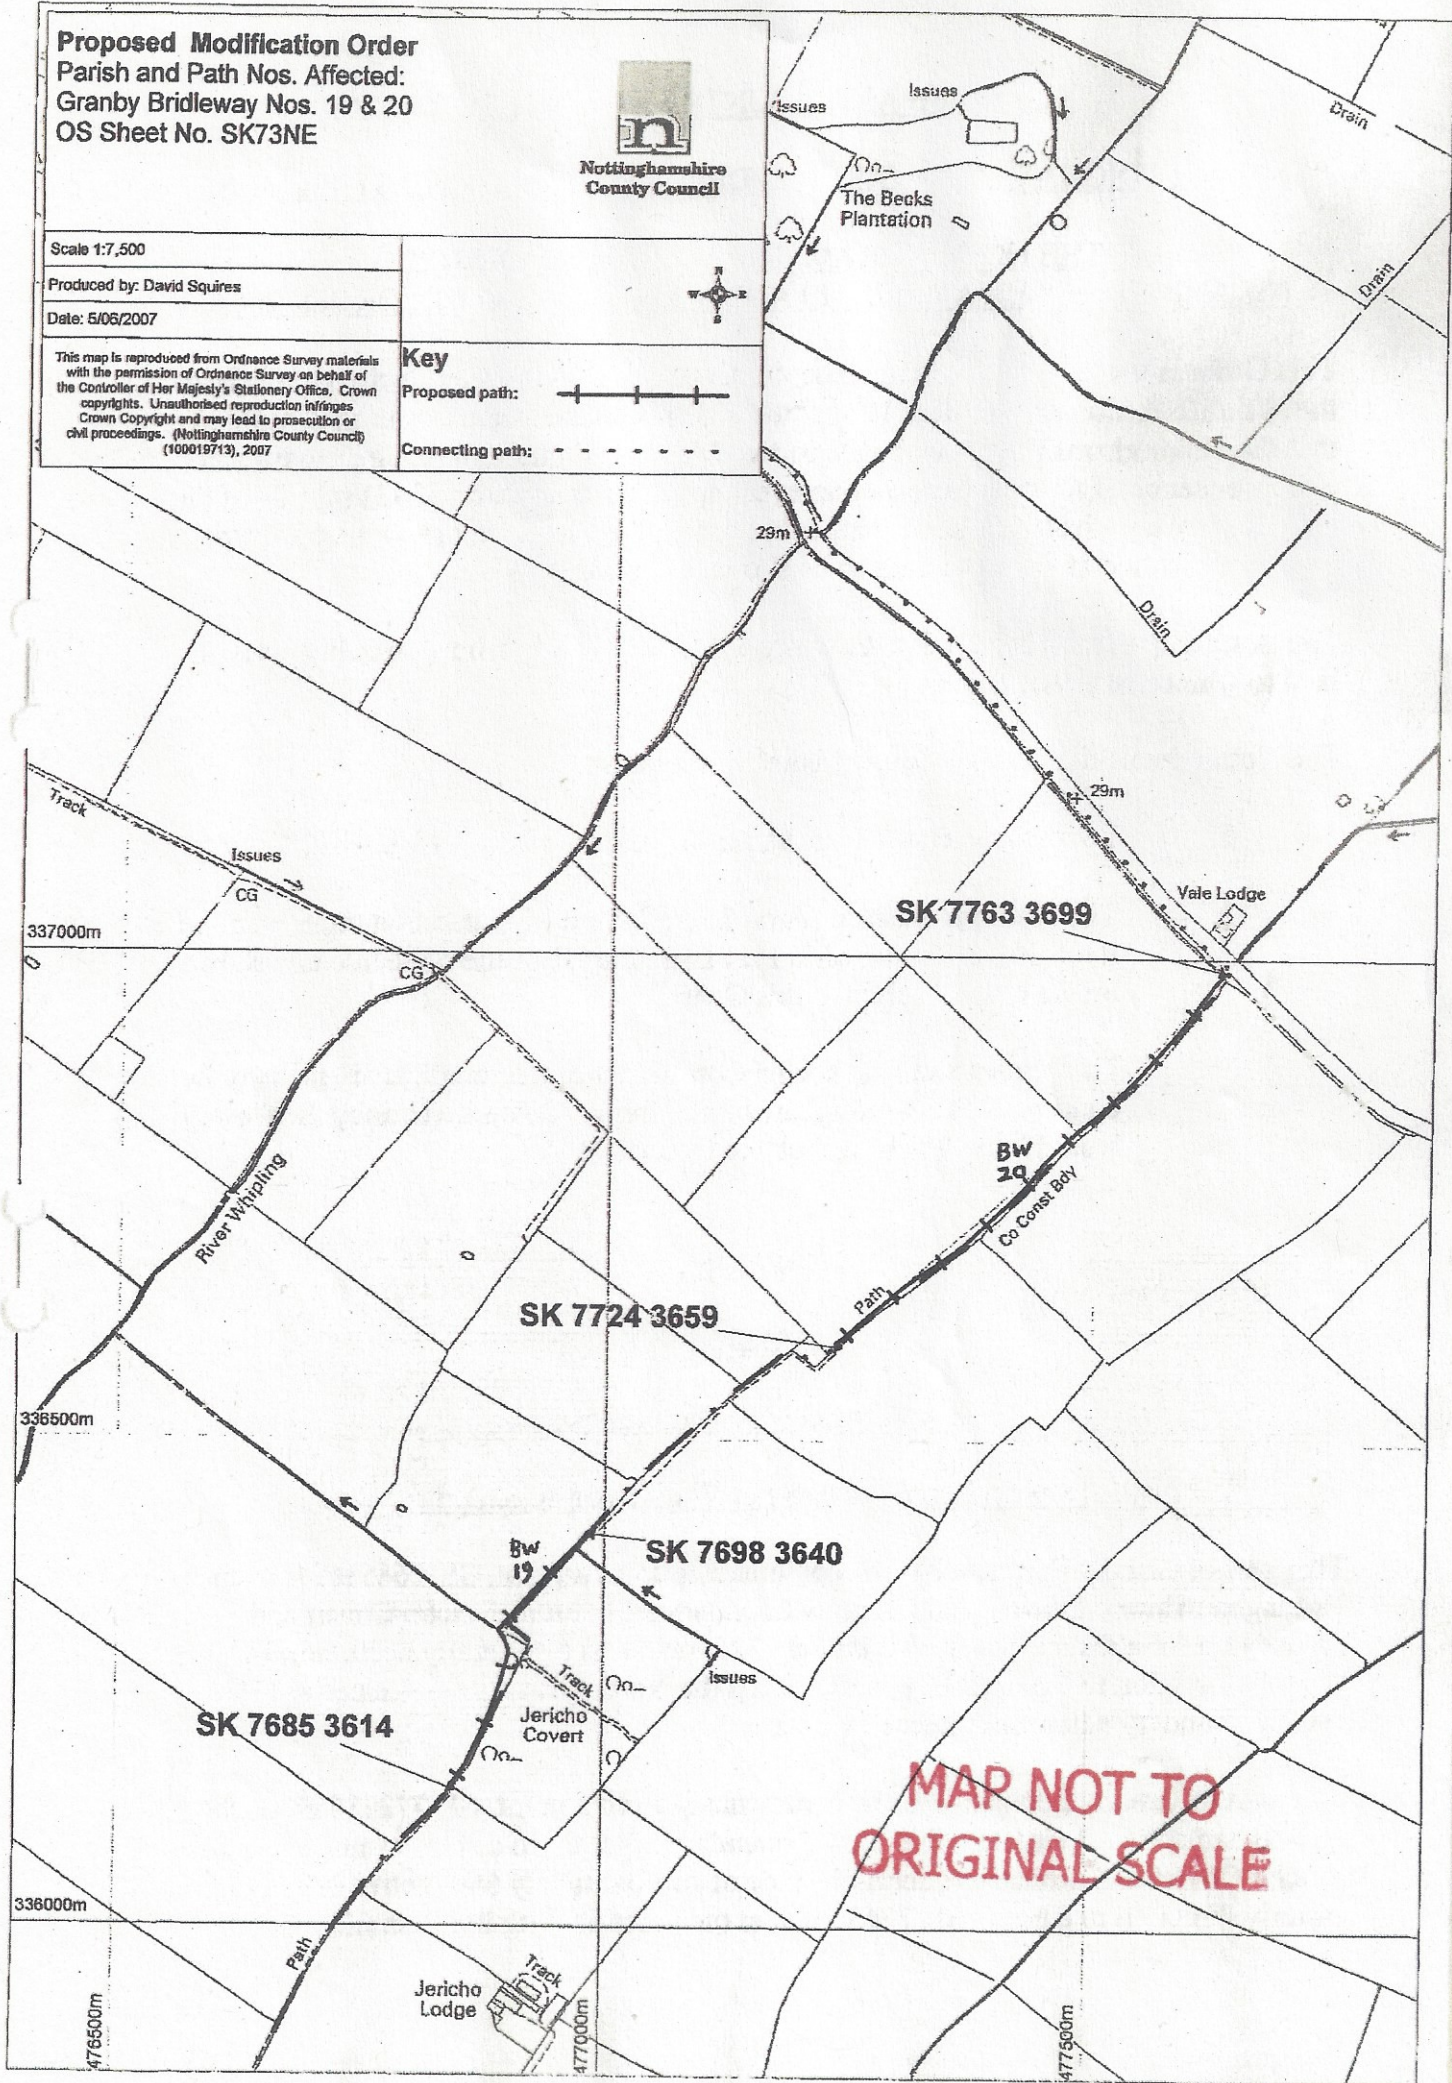 Proposed Modification Order
Parish and Path Nos. Affected:
Granby Bridleway Nos. 19 & 20
OS Sheet No. SK73NE
n
Nottinghamshire
County Council
Scale 1:7,500
Produced by: David Squires
Date: 5/06/2007
N
W E
S
This map is reproduced from Ordnance Survey materials
with the permission of Ordnance Survey on behalf of
the Controller of Her Majesty's Stationery Office. Crown
copyrights. Unauthorised reproduction infringes
Crown Copyright and may lead to prosecution or
civil proceedings. (Nottinghamshire County Council)
(100019713), 2007
Key
Proposed path:
Connecting path:
Issues
Issues
Drain
The Becks
Plantation
Drain
29m
Drain
Track
29m
Issues
CG
Vale Lodge
SK 7763 3699
337000m
CG
BW
20
Co Const Bdy
River Whipling
Path
SK 7724 3659
336500m
BW
19
SK 7698 3640
Track
Issues
Jericho
Covert
SK 7685 3614
MAP NOT TO
ORIGINAL SCALE
336000m
Path
Track
Jericho
Lodge
476500m
477000m
477500m